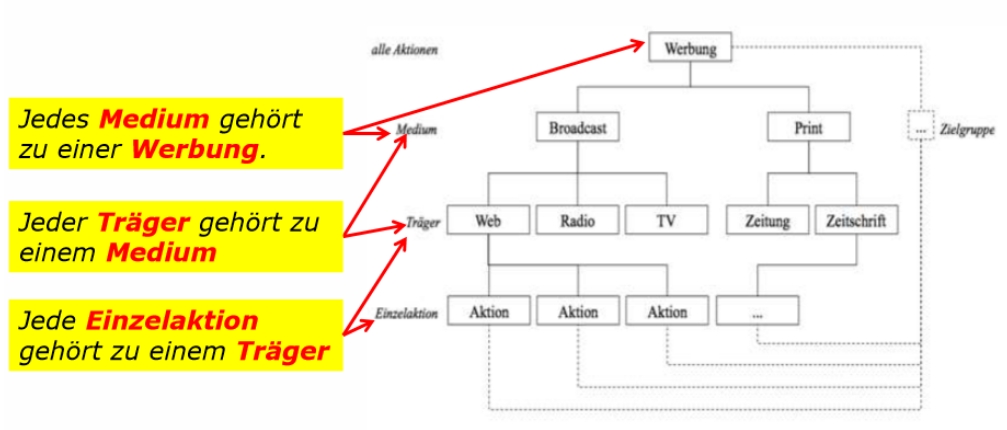 alle Aktionen
Werbung
Jedes Medium gehört
zu einer Werbung.
Medium
Broadcast
Print
...
Zielgruppe
Jeder Träger gehört zu
einem Medium
Träger
Web
Radio
TV
Zeitung
Zeitschrift
Jede Einzelaktion
gehört zu einem Träger
Einzelaktion
Aktion
Aktion
Aktion
...